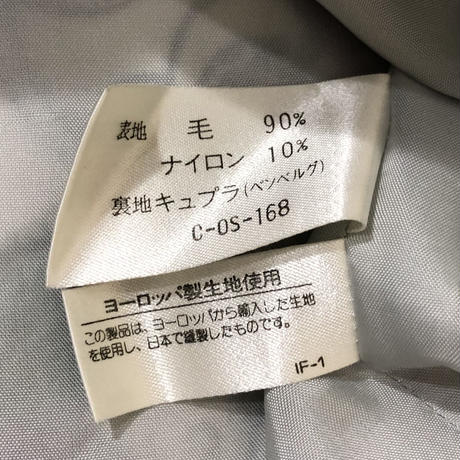 表地 毛 90%
ナイロン 10%
裏地キュプラ(ベンベルグ)
C-OS-168
ヨーロッパ製生地使用
この製品は、ヨーロッパから輸入した生地
を使用し、日本で縫製したものです。
IF-1